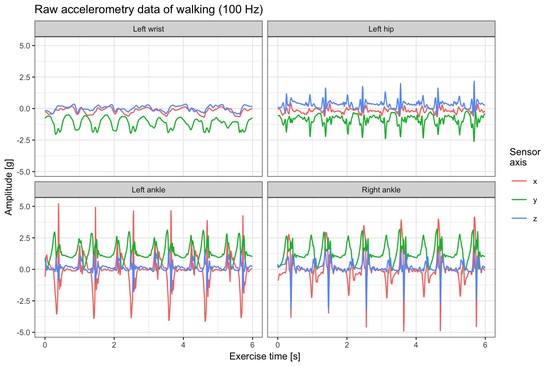 Raw accelerometry data of walking (100 Hz)
Left wrist
Left hip
5.0
2.5
0.0
-2.5
-5.0
Left ankle
Right ankle
5.0
2.5
0.0
-2.5
-5.0
0
2
4
6
0
2
4
6
Amplitude [g]
Exercise time [s]
Sensor
axis
x
y
z